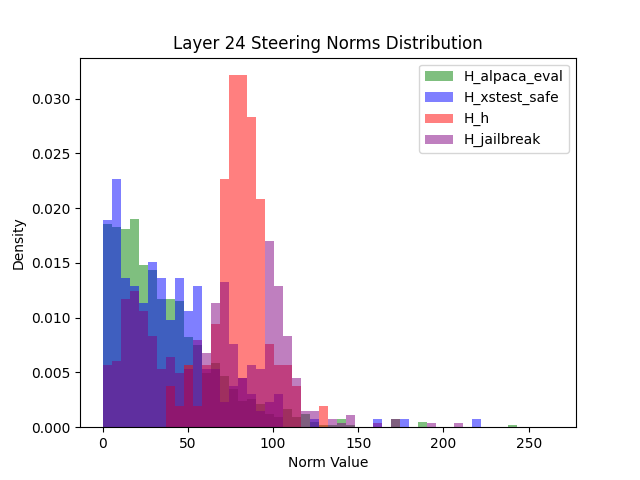 Layer 24 Steering Norms Distribution
H_alpaca_eval
H_xstest_safe
H_h
H_jailbreak
0.030
0.025
0.020
0.015
0.010
0.005
0.000
Density
0 50 100 150 200 250
Norm Value